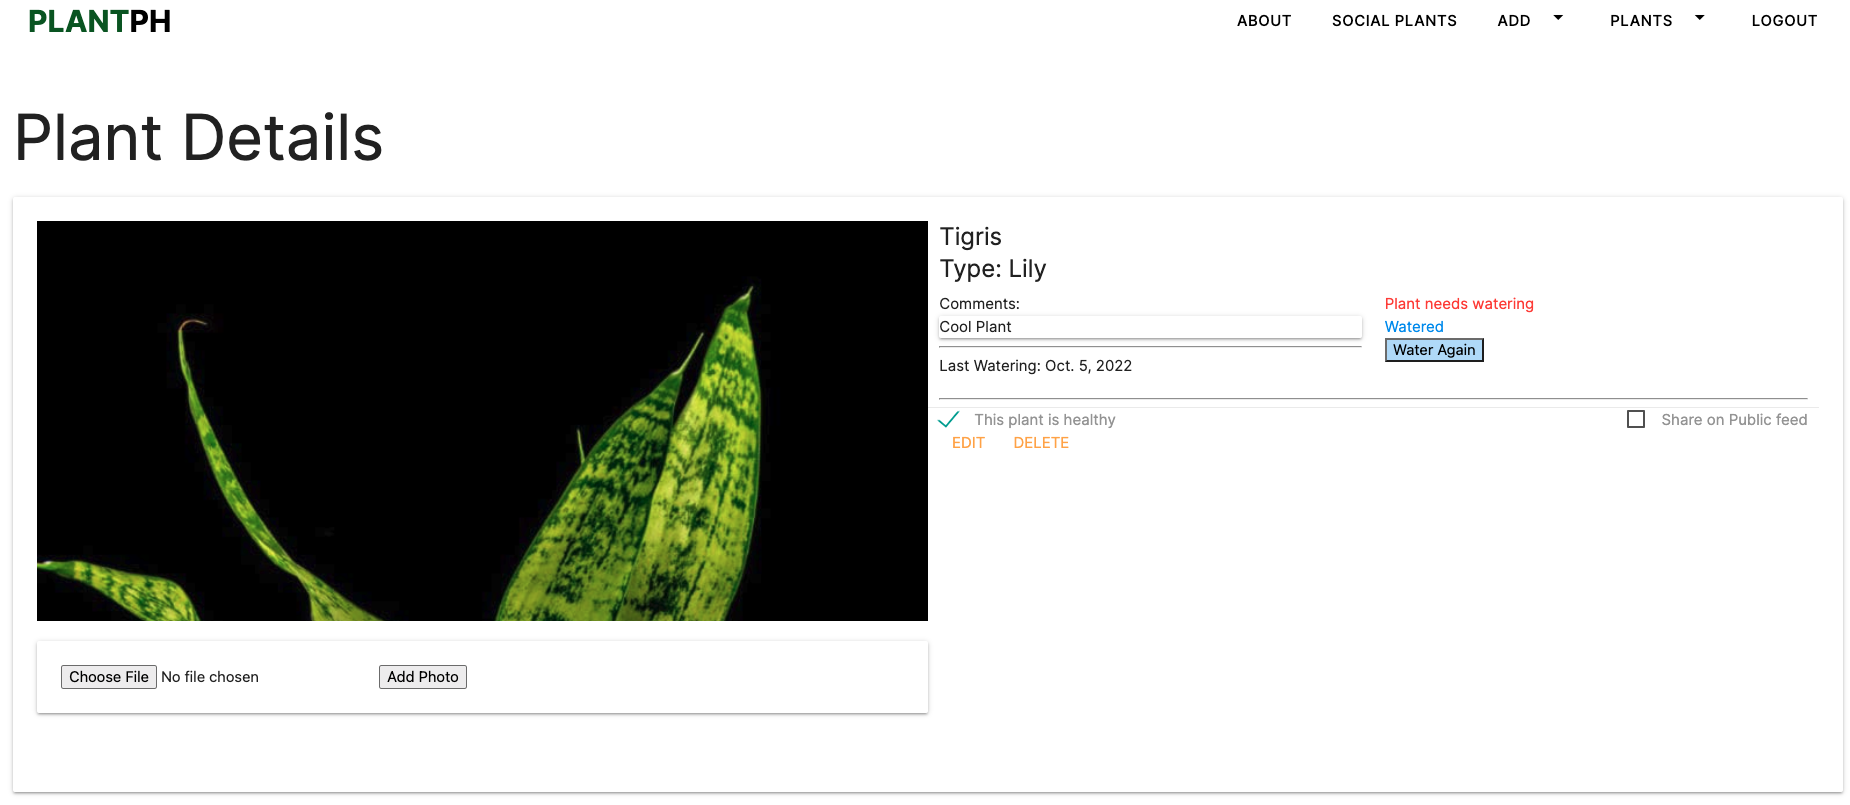 PLANTPH
ABOUT SOCIAL PLANTS ADD PLANTS LOGOUT
Plant Details
Tigris
Type: Lily
Comments:
Cool Plant
Last Watering: Oct. 5, 2022
Plant needs watering
Watered
Water Again
This plant is healthy
Share on Public feed
EDIT DELETE
Choose File No file chosen Add Photo